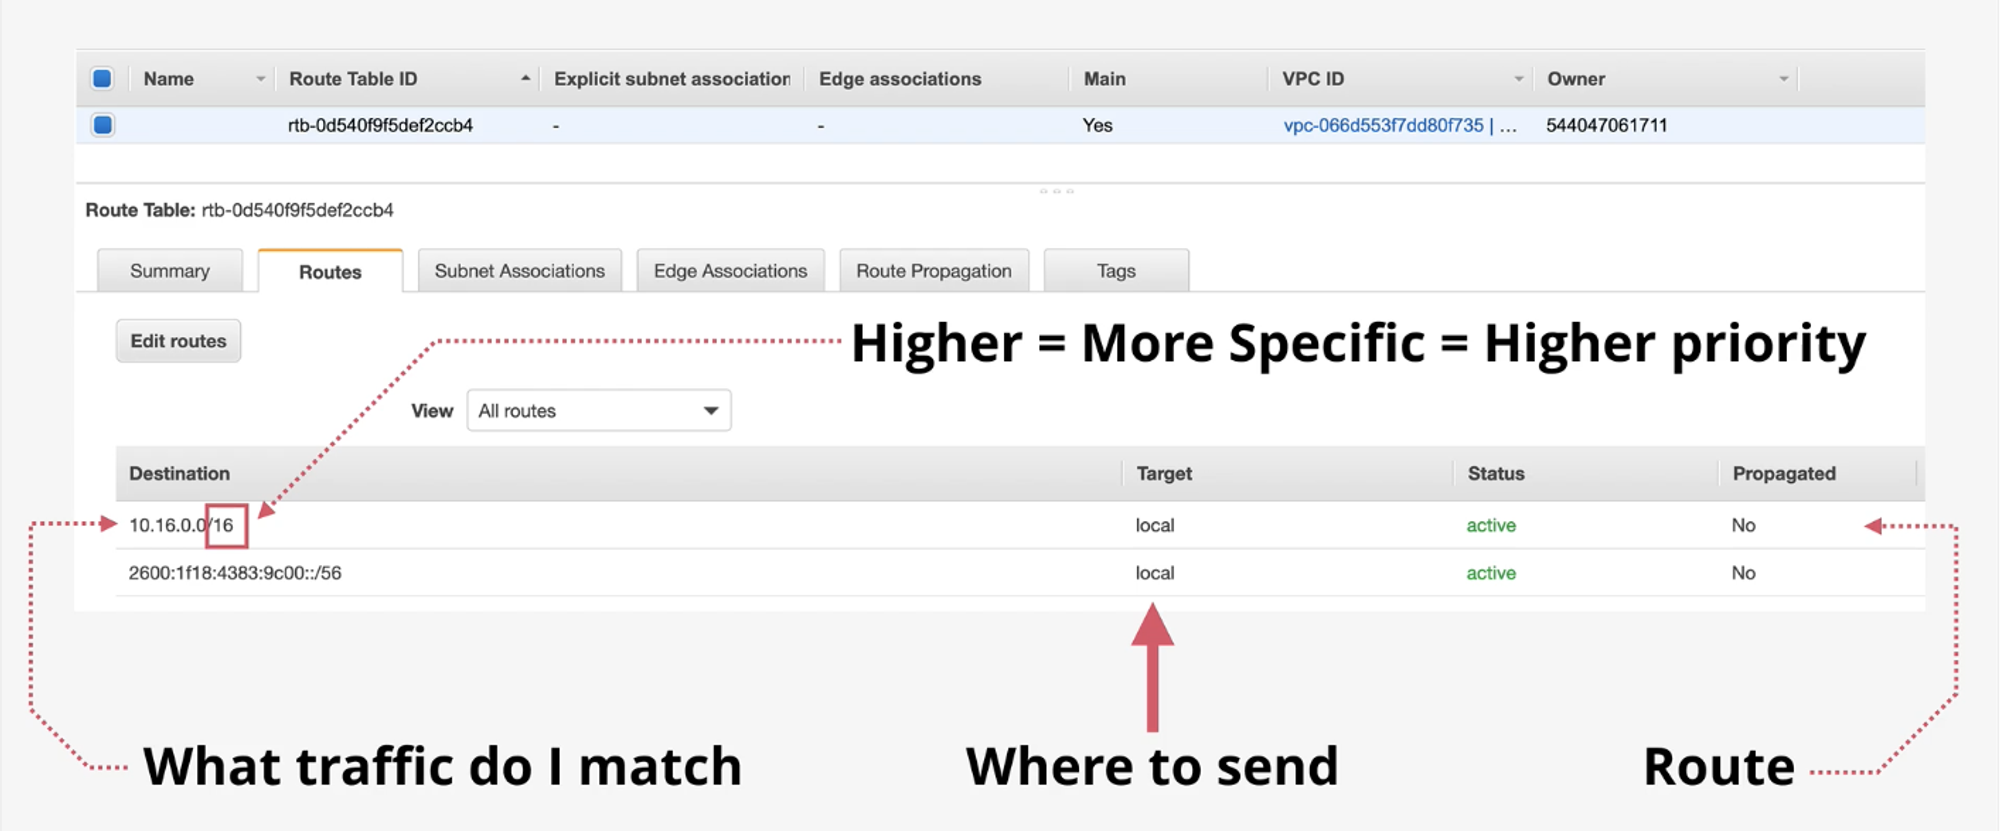 Name Route Table ID Explicit subnet association Edge associations Main VPC ID Owner
rtb-0d540f9f5def2ccb4 - - Yes vpc-066d553f7dd80f735 | ... 544047061711
Route Table: rtb-0d540f9f5def2ccb4
Summary Routes Subnet Associations Edge Associations Route Propagation Tags
Edit routes
Higher = More Specific = Higher priority
View All routes
Destination Target Status Propagated
10.16.0.0/16 local active No
2600:1f18:4383:9c00::/56 local active No
What traffic do I match Where to send Route